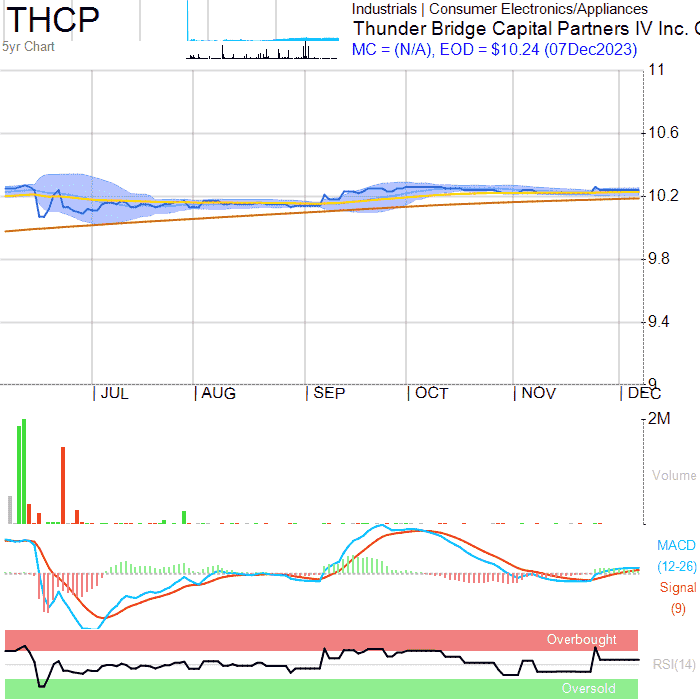 THCP
5yr Chart
Industrials | Consumer Electronics/Appliances
Thunder Bridge Capital Partners IV Inc. C
MC = (N/A), EOD = $10.24 (07Dec2023)
11
10.6
10.2
9.8
9.4
9
JUL AUG SEP OCT NOV DEC
2M
Volume
MACD
(12-26)
Signal
(9)
Overbought
RSI(14)
Oversold